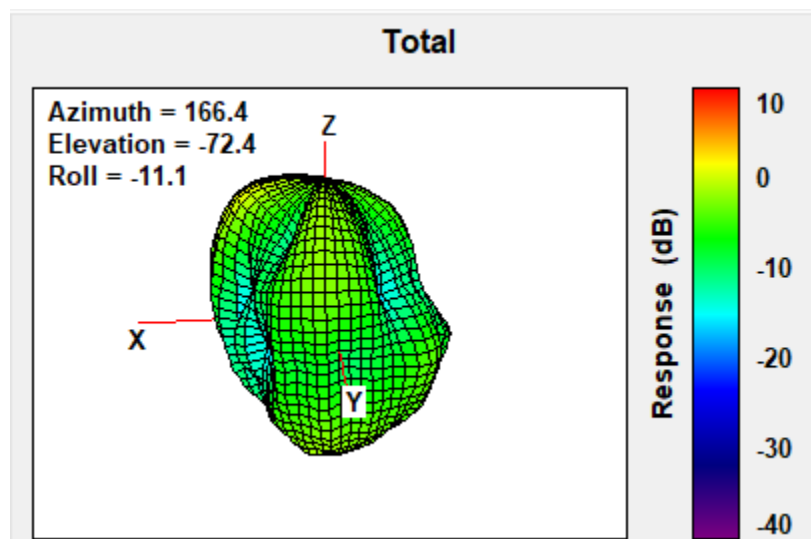 Total
Azimuth = 166.4
Elevation = -72.4
Roll = -11.1
Z
X
Y
Response (dB)
10
0
-10
-20
-30
-40